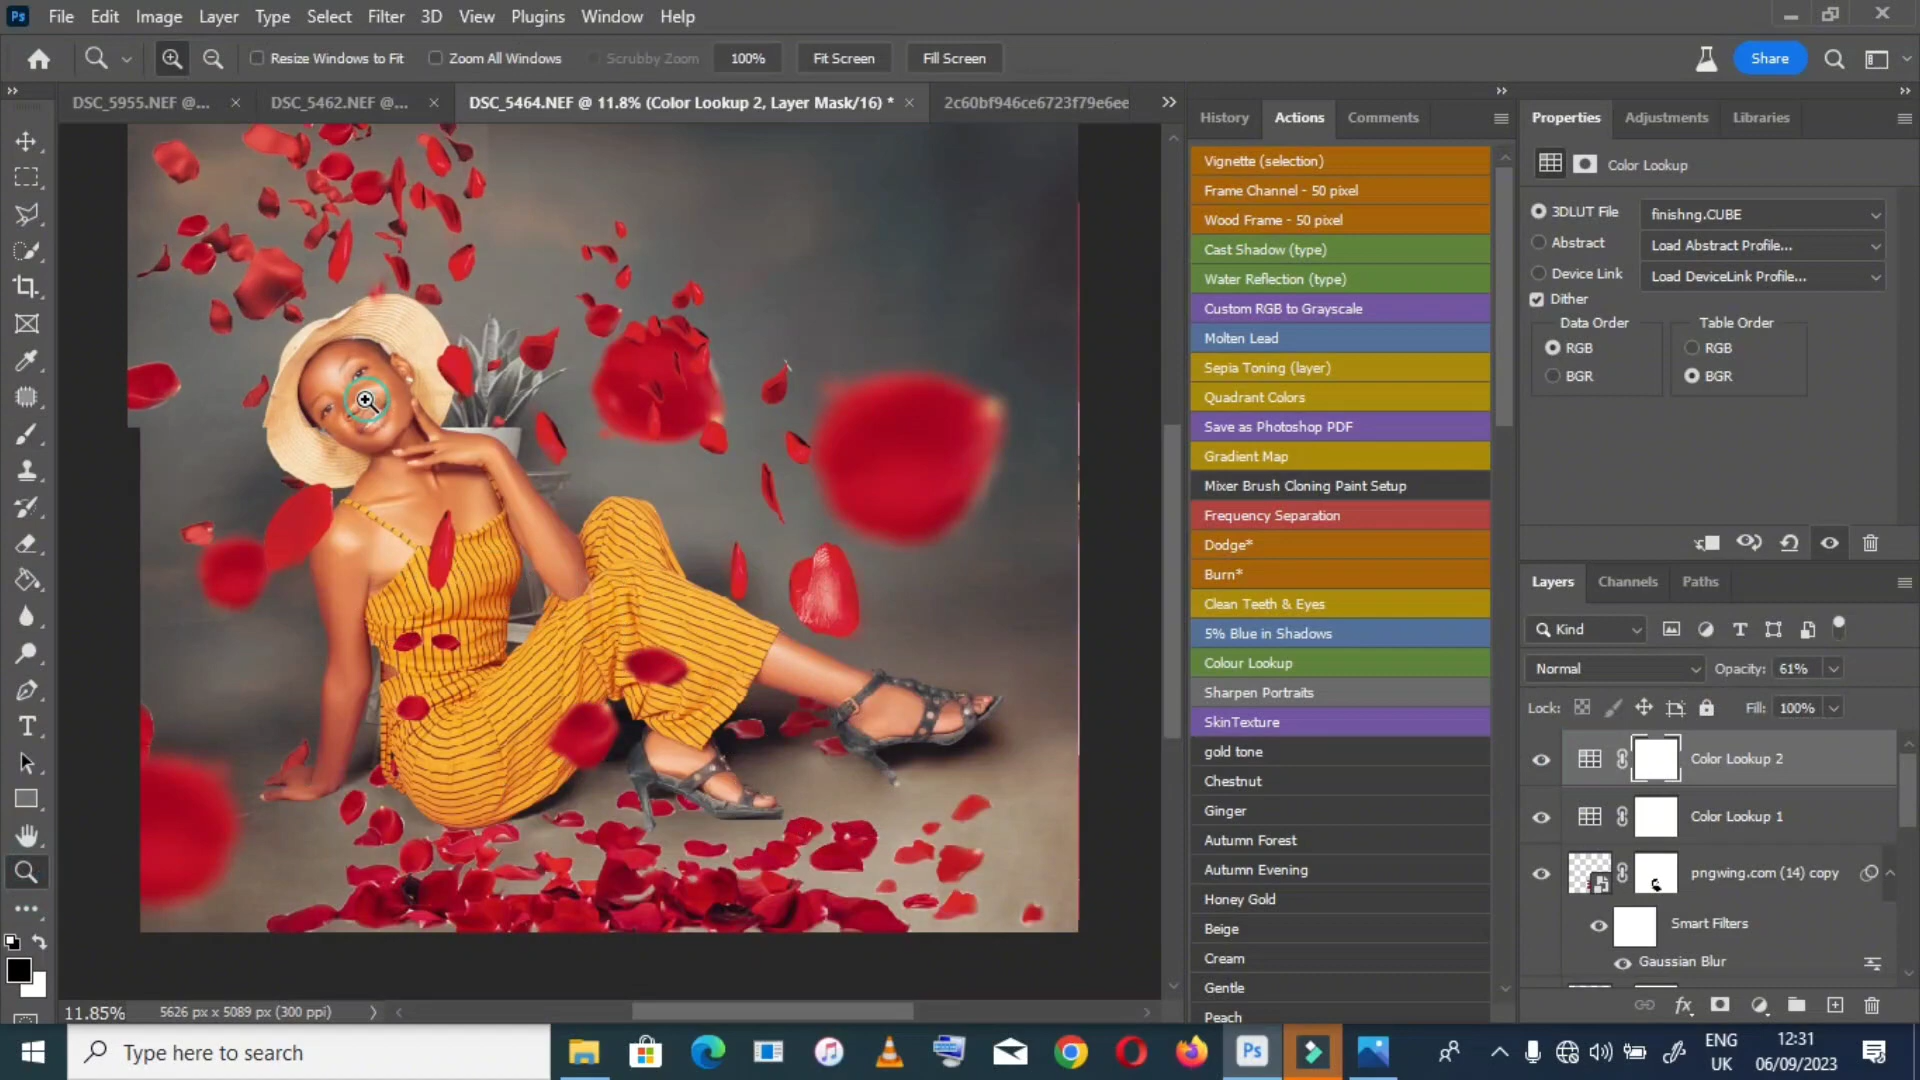 Ps File Edit Image Layer Type Select Filter 3D View Plugins Window Help
Resize Windows to Fit Zoom All Windows Scrubby Zoom 100% Fit Screen Fill Screen Share
DSC_5955.NEF @... × DSC_5462.NEF @... × DSC_5464.NEF @ 11.8% (Color Lookup 2, Layer Mask/16) * × 2c60bf946ce6723f79e6ee
History Actions Comments
Vignette (selection)
Frame Channel - 50 pixel
Wood Frame - 50 pixel
Cast Shadow (type)
Water Reflection (type)
Custom RGB to Grayscale
Molten Lead
Sepia Toning (layer)
Quadrant Colors
Save as Photoshop PDF
Gradient Map
Mixer Brush Cloning Paint Setup
Frequency Separation
Dodge*
Burn*
Clean Teeth & Eyes
5% Blue in Shadows
Colour Lookup
Sharpen Portraits
SkinTexture
gold tone
Chestnut
Ginger
Autumn Forest
Autumn Evening
Honey Gold
Beige
Cream
Gentle
Peach
Properties Adjustments Libraries
Color Lookup
3DLUT File finishng.CUBE
Abstract Load Abstract Profile...
Device Link Load DeviceLink Profile...
Dither
Data Order Table Order
RGB RGB
BGR BGR
Layers Channels Paths
Kind
Normal Opacity: 61%
Lock: Fill: 100%
Color Lookup 2
Color Lookup 1
pngwing.com (14) copy
Smart Filters
Gaussian Blur
11.85% 5626 px x 5089 px (300 ppi)
Type here to search
Ps
ENG
UK
12:31
06/09/2023